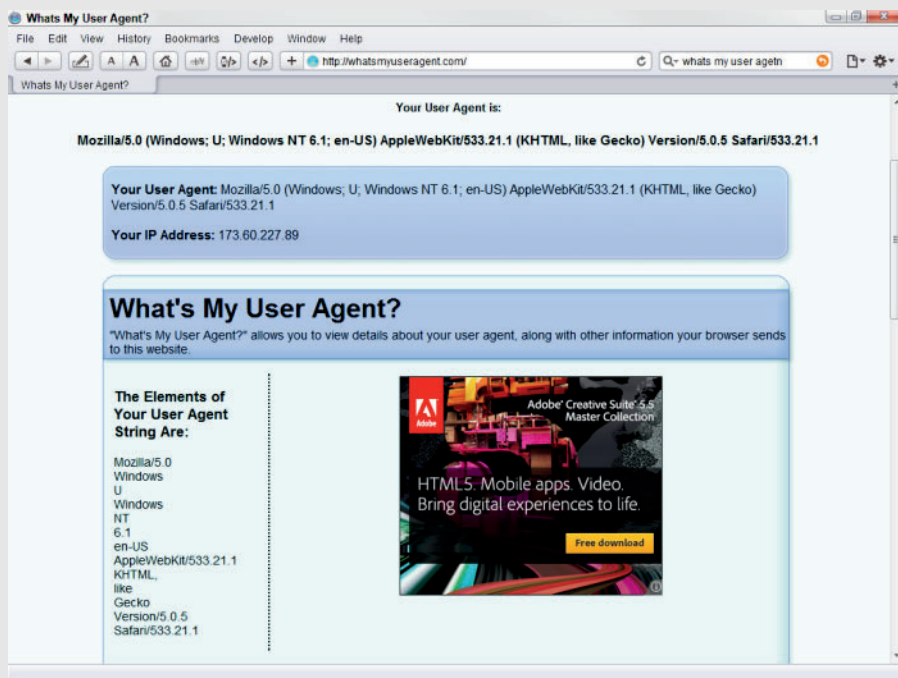 Whats My User Agent?
File Edit View History Bookmarks Develop Window Help
A A
+ http://whatsmyuseragent.com/ whats my user agetn
Whats My User Agent? +
Your User Agent is:
Mozilla/5.0 (Windows; U; Windows NT 6.1; en-US) AppleWebKit/533.21.1 (KHTML, like Gecko) Version/5.0.5 Safari/533.21.1
Your User Agent: Mozilla/5.0 (Windows; U; Windows NT 6.1; en-US) AppleWebKit/533.21.1 (KHTML, like Gecko)
Version/5.0.5 Safari/533.21.1
Your IP Address: 173.60.227.89
What's My User Agent?
"What's My User Agent?" allows you to view details about your user agent, along with other information your browser sends
to this website.
The Elements of
Your User Agent
String Are:
Mozilla/5.0
Windows
U
Windows
NT
6.1
en-US
AppleWebKit/533.21.1
KHTML,
like
Gecko
Version/5.0.5
Safari/533.21.1
Adobe
Adobe® Creative Suite® 5.5
Master Collection
HTML5. Mobile apps. Video.
Bring digital experiences to life.
Free download